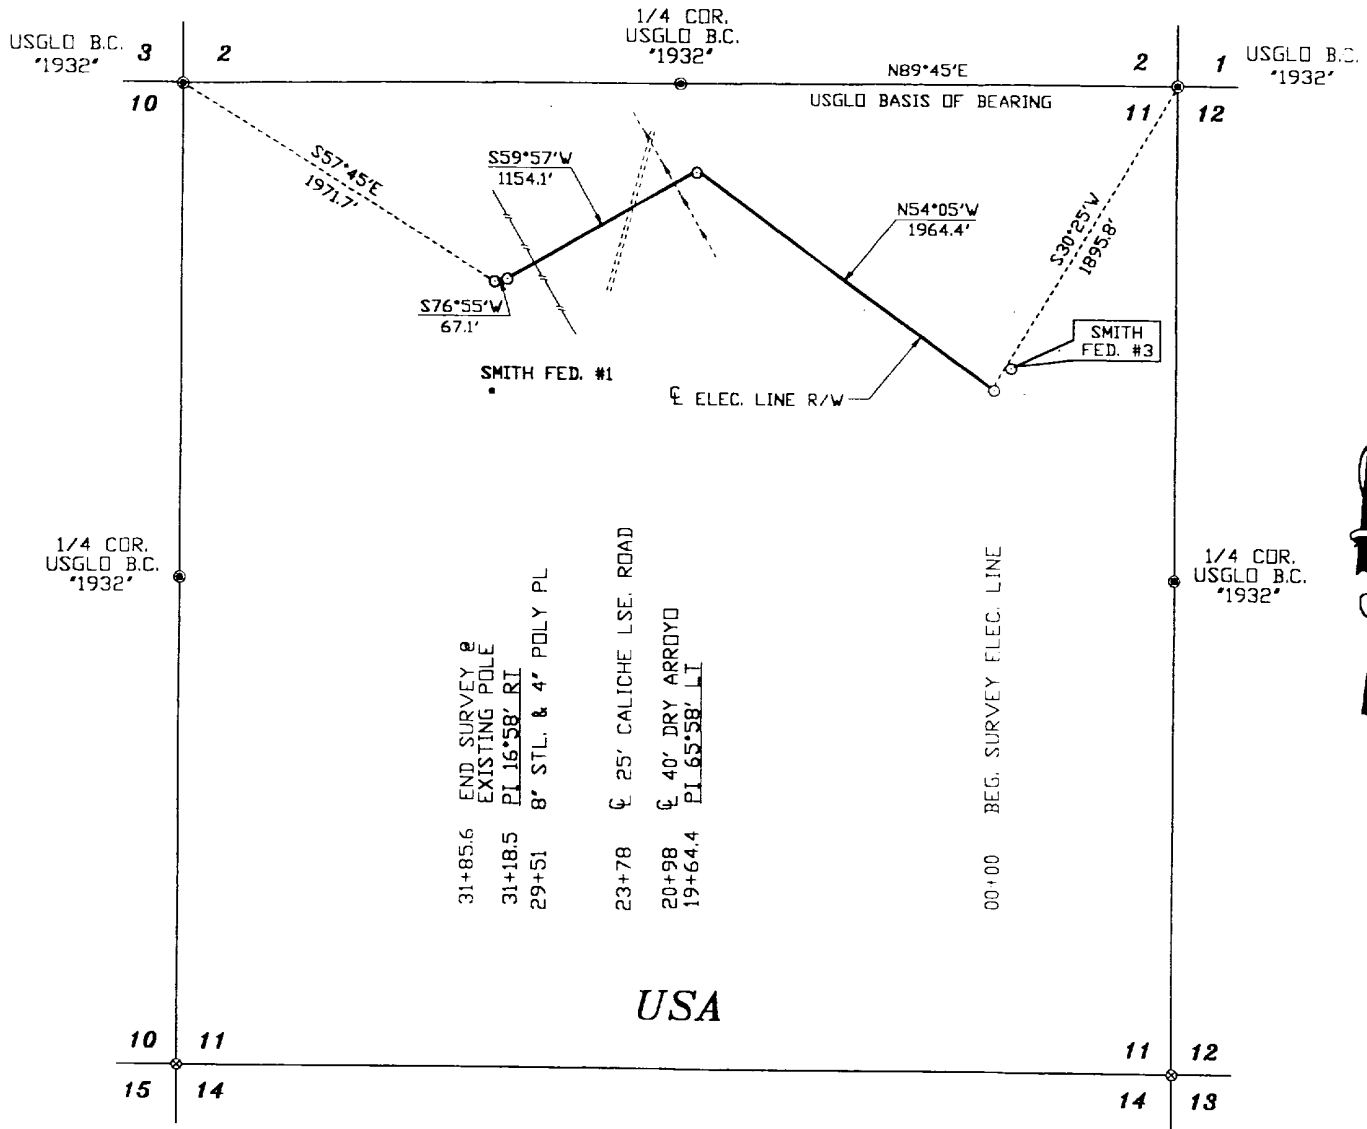 1/4 COR.
USGLO B.C.
"1932"
USGLO B.C.
"1932"
3 2
10
N89°45'E
USGLO BASIS OF BEARING
2 1
11 12
USGLO B.C.
"1932"
S57°45'E
1971.7'
S59°57'W
1154.1'
N54°05'W
1964.4'
S30°25'W
1895.8'
S76°55'W
67.1'
SMITH
FED. #3
SMITH FED. #1
℄ ELEC. LINE R/W
1/4 COR.
USGLO B.C.
"1932"
1/4 COR.
USGLO B.C.
"1932"
31+85.6 END SURVEY @
EXISTING POLE
31+18.5 PI 16°58' RT
29+51 8" STL. & 4" POLY PL
23+78 ℄ 25' CALICHE LSE. ROAD
20+98 ℄ 40' DRY ARROYO
19+64.4 PI 65°58' LT
00+00 BEG. SURVEY ELEC. LINE
USA
10 11
15 14
11 12
14 13